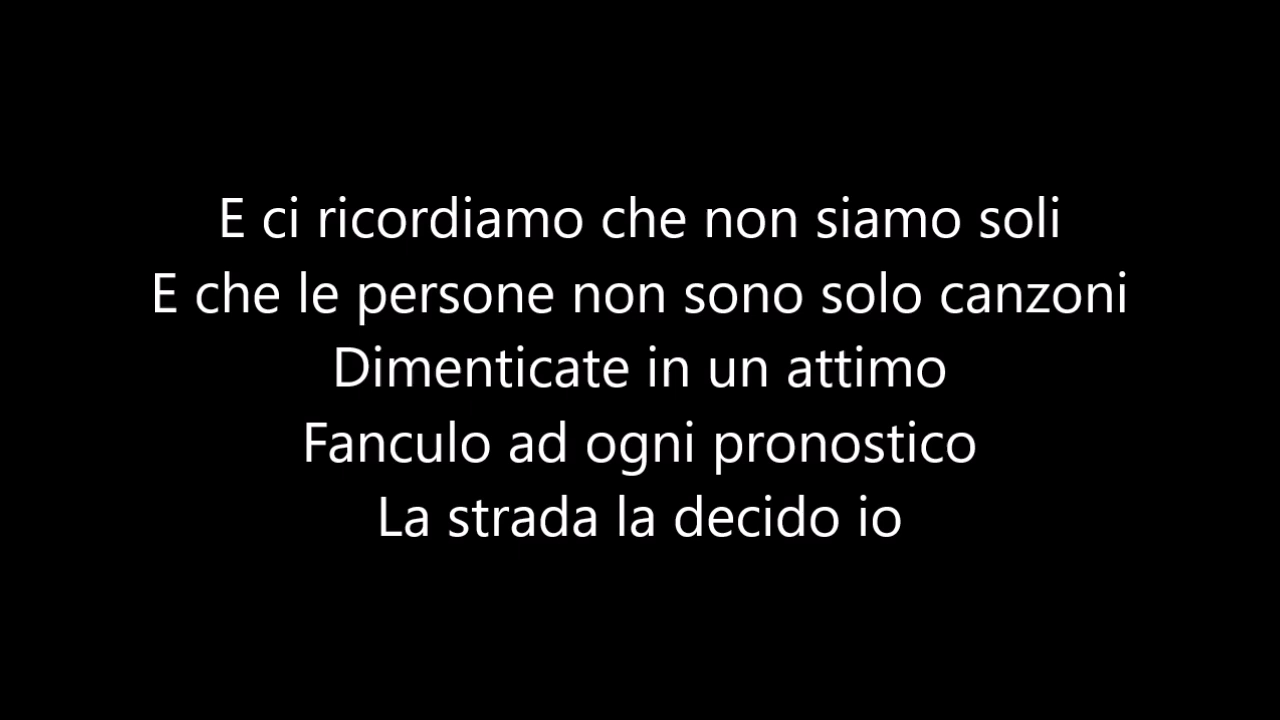 E ci ricordiamo che non siamo soli
E che le persone non sono solo canzoni
Dimenticate in un attimo
Fanculo ad ogni pronostico
La strada la decido io